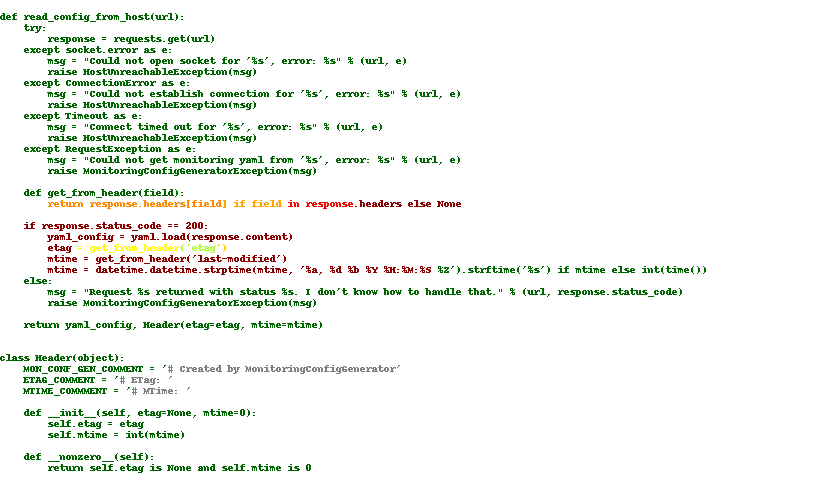 def read_config_from_host(url):
    try:
        response = requests.get(url)
    except socket.error as e:
        msg = "Could not open socket for '%s', error: %s" % (url, e)
        raise HostUnreachableException(msg)
    except ConnectionError as e:
        msg = "Could not establish connection for '%s', error: %s" % (url, e)
        raise HostUnreachableException(msg)
    except Timeout as e:
        msg = "Connect timed out for '%s', error: %s" % (url, e)
        raise HostUnreachableException(msg)
    except RequestException as e:
        msg = "Could not get monitoring yaml from '%s', error: %s" % (url, e)
        raise MonitoringConfigGeneratorException(msg)

    def get_from_header(field):
        return response.headers[field] if field in response.headers else None

    if response.status_code == 200:
        yaml_config = yaml.load(response.content)
        etag = get_from_header('etag')
        mtime = get_from_header('last-modified')
        mtime = datetime.datetime.strptime(mtime, '%a, %d %b %Y %H:%M:%S %Z').strftime('%s') if mtime else int(time())
    else:
        msg = "Request %s returned with status %s. I don't know how to handle that." % (url, response.status_code)
        raise MonitoringConfigGeneratorException(msg)

    return yaml_config, Header(etag=etag, mtime=mtime)


class Header(object):
    MON_CONF_GEN_COMMENT = '# Created by MonitoringConfigGenerator'
    ETAG_COMMENT = '# ETag: '
    MTIME_COMMMENT = '# MTime: '

    def __init__(self, etag=None, mtime=0):
        self.etag = etag
        self.mtime = int(mtime)

    def __nonzero__(self):
        return self.etag is None and self.mtime is 0